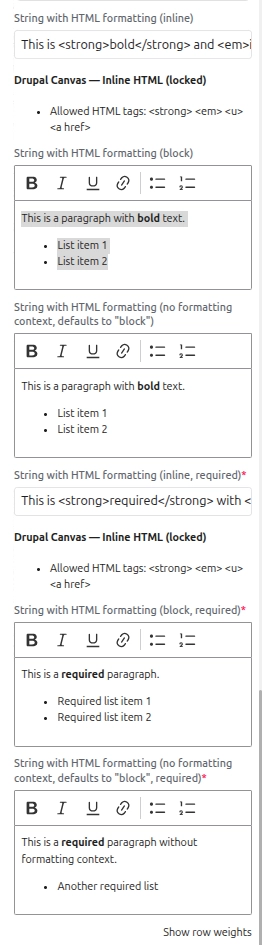 String with HTML formatting (inline)
This is <strong>bold</strong> and <em>i
Drupal Canvas — Inline HTML (locked)
• Allowed HTML tags: <strong> <em> <u>
<a href>
String with HTML formatting (block)
B I U
This is a paragraph with bold text.
• List item 1
• List item 2
String with HTML formatting (no formatting
context, defaults to "block")
B I U
This is a paragraph with bold text.
• List item 1
• List item 2
String with HTML formatting (inline, required)*
This is <strong>required</strong> with <
Drupal Canvas — Inline HTML (locked)
• Allowed HTML tags: <strong> <em> <u>
<a href>
String with HTML formatting (block, required)*
B I U
This is a required paragraph.
• Required list item 1
• Required list item 2
String with HTML formatting (no formatting
context, defaults to "block", required)*
B I U
This is a required paragraph without
formatting context.
• Another required list
Show row weights